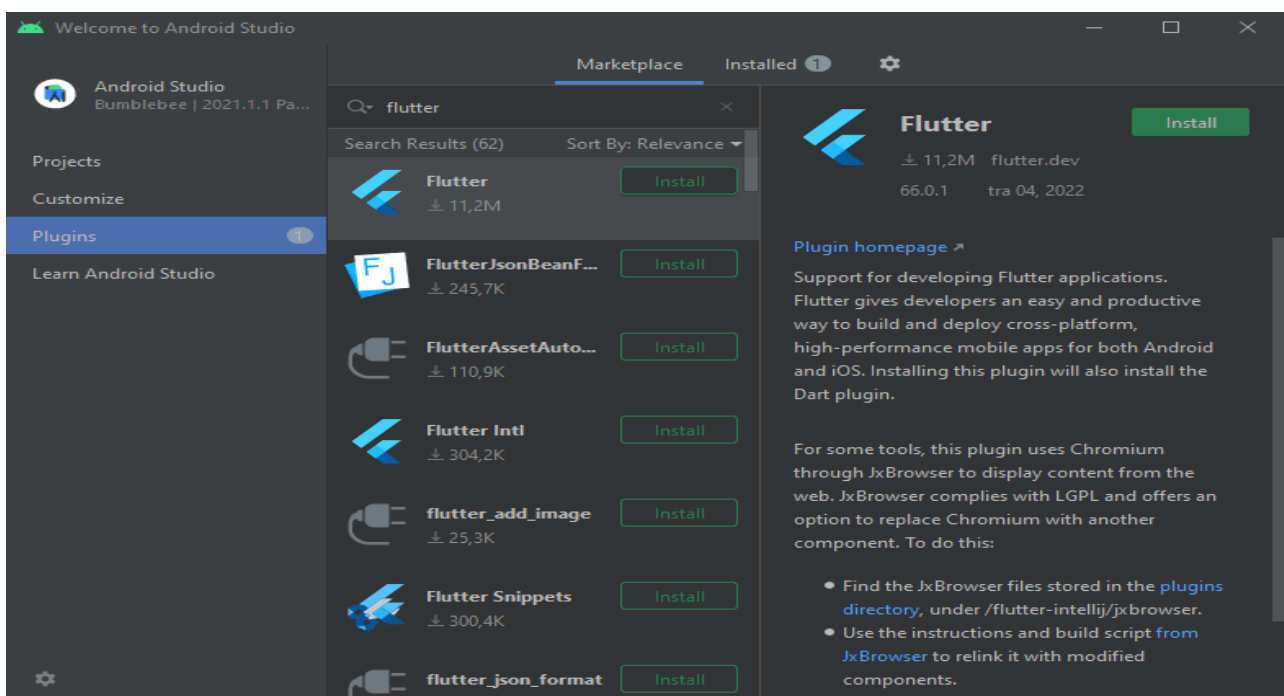 Welcome to Android Studio
Android Studio
Bumblebee | 2021.1.1 Pa...
Projects
Customize
Plugins 1
Learn Android Studio
Marketplace Installed 1
flutter
Search Results (62) Sort By: Relevance
Flutter Install
11,2M
FlutterJsonBeanF... Install
245,7K
FlutterAssetAuto... Install
110,9K
Flutter Intl Install
304,2K
flutter_add_image Install
25,3K
Flutter Snippets Install
300,4K
flutter_json_format Install
Flutter Install
11,2M flutter.dev
66.0.1 tra 04, 2022
Plugin homepage
Support for developing Flutter applications.
Flutter gives developers an easy and productive
way to build and deploy cross-platform,
high-performance mobile apps for both Android
and iOS. Installing this plugin will also install the
Dart plugin.
For some tools, this plugin uses Chromium
through JxBrowser to display content from the
web. JxBrowser complies with LGPL and offers an
option to replace Chromium with another
component. To do this:
Find the JxBrowser files stored in the plugins
directory, under /flutter-intellij/jxbrowser.
Use the instructions and build script from
JxBrowser to relink it with modified
components.